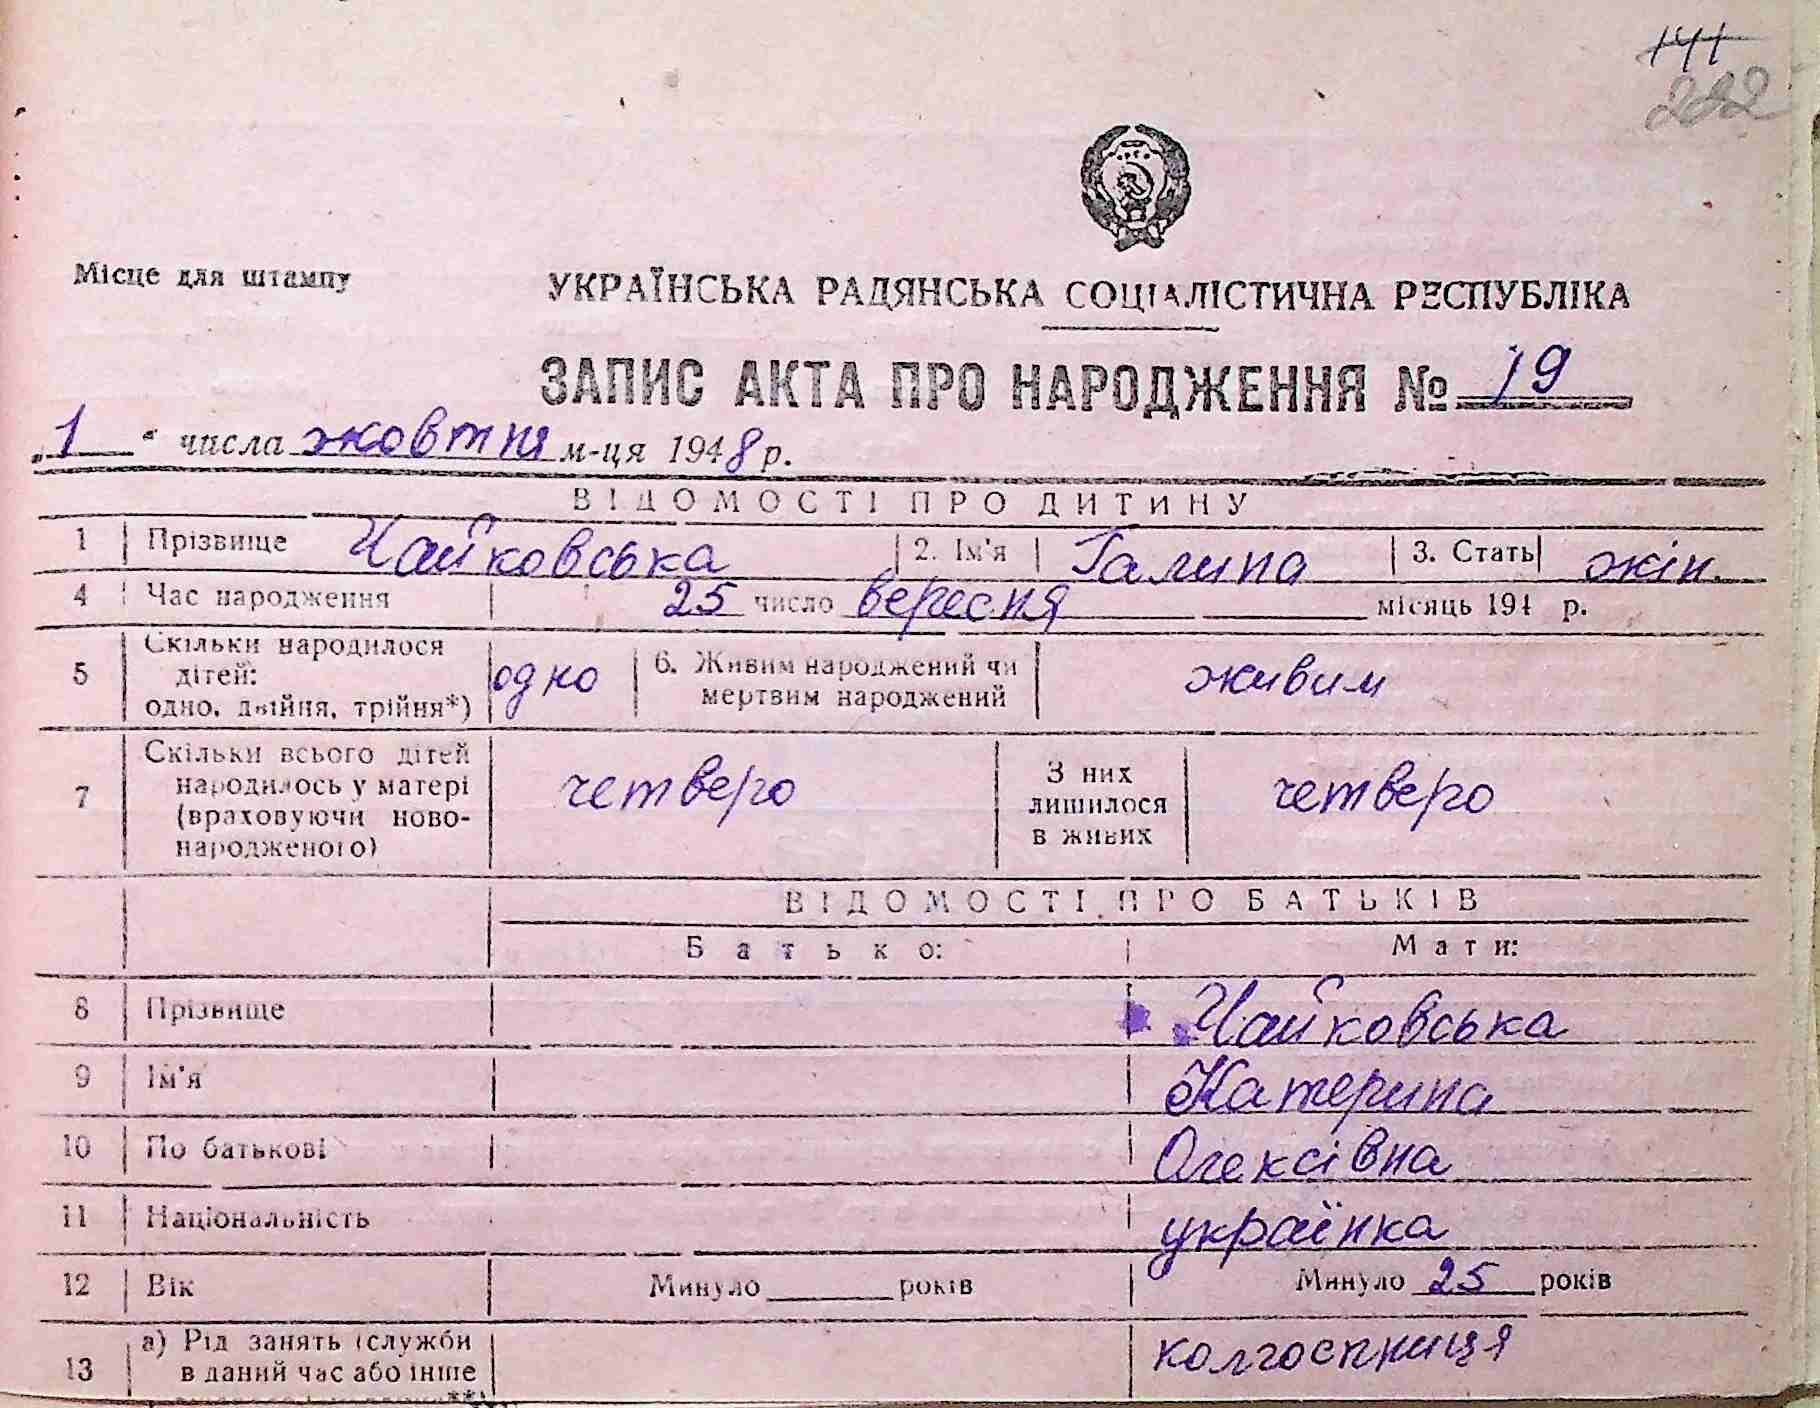 141
222
Місце для штампу
УКРАЇНСЬКА РАДЯНСЬКА СОЦІАЛІСТИЧНА РЕСПУБЛІКА
ЗАПИС АКТА ПРО НАРОДЖЕННЯ № 19
„1“ числа жовтня м-ця 1948 р.
ВІДОМОСТІ ПРО ДИТИНУ
1 Прізвище Чайковська 2. Ім'я Галина 3. Стать жін.
4 Час народження 25 число вересня місяць 194 р.
5 Скільки народилося дітей: одно, двійня, трійня*) одно 6. Живим народжений чи мертвим народжений живим
7 Скільки всього дітей народилось у матері (враховуючи новонародженого) четверо З них лишилося в живих четверо
ВІДОМОСТІ ПРО БАТЬКІВ
Батько: Мати:
8 Прізвище Чайковська
9 Ім'я Катерина
10 По батькові Олексівна
11 Національність українка
12 Вік Минуло ______ років Минуло 25 років
13 а) Рід занять (служби в даний час або інше колгоспниця